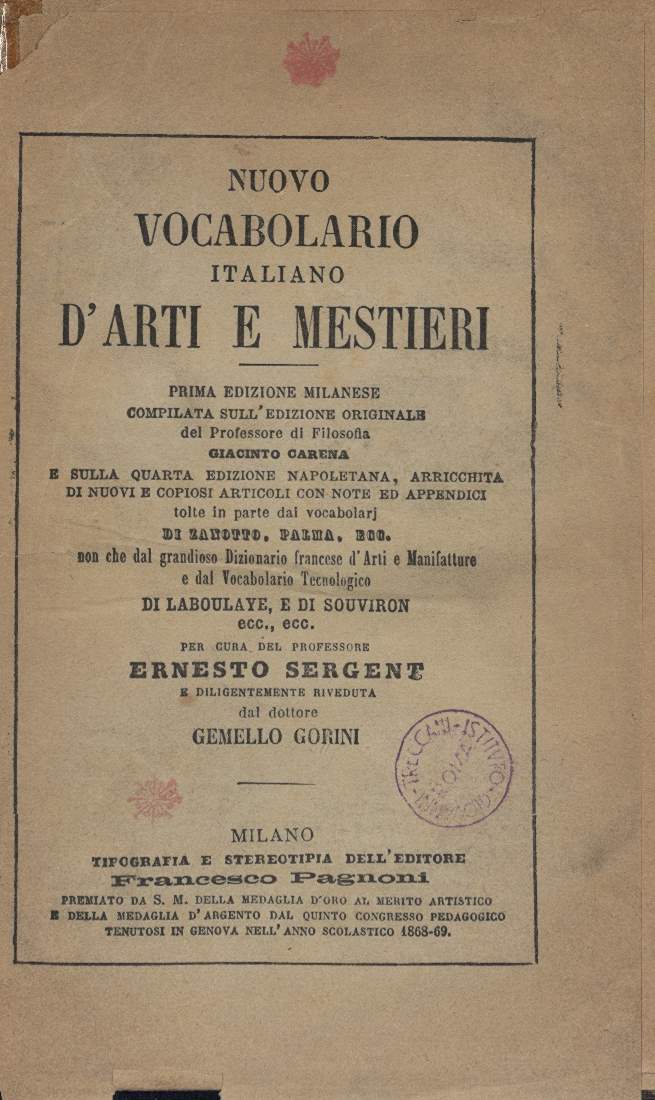 NUOVO
VOCABOLARIO
ITALIANO
D'ARTI E MESTIERI
PRIMA EDIZIONE MILANESE
COMPILATA SULL'EDIZIONE ORIGINALE
del Professore di Filosofia
GIACINTO CARENA
E SULLA QUARTA EDIZIONE NAPOLETANA, ARRICCHITA
DI NUOVI E COPIOSI ARTICOLI CON NOTE ED APPENDICI
tolte in parte dai vocabolarj
DI ZANOTTO, PALMA, ECC.
non che dal grandioso Dizionario francese d'Arti e Manifatture
e dal Vocabolario Tecnologico
DI LABOULAYE, E DI SOUVIRON
ecc., ecc.
PER CURA DEL PROFESSORE
ERNESTO SERGENT
E DILIGENTEMENTE RIVEDUTA
dal dottore
GEMELLO GORINI
TRECCANI - ISTITUTO - GIOVANNI -
ROMA
MILANO
TIPOGRAFIA E STEREOTIPIA DELL'EDITORE
Francesco Pagnoni
PREMIATO DA S. M. DELLA MEDAGLIA D'ORO AL MERITO ARTISTICO
E DELLA MEDAGLIA D'ARGENTO DAL QUINTO CONGRESSO PEDAGOGICO
TENUTOSI IN GENOVA NELL'ANNO SCOLASTICO 1868-69.